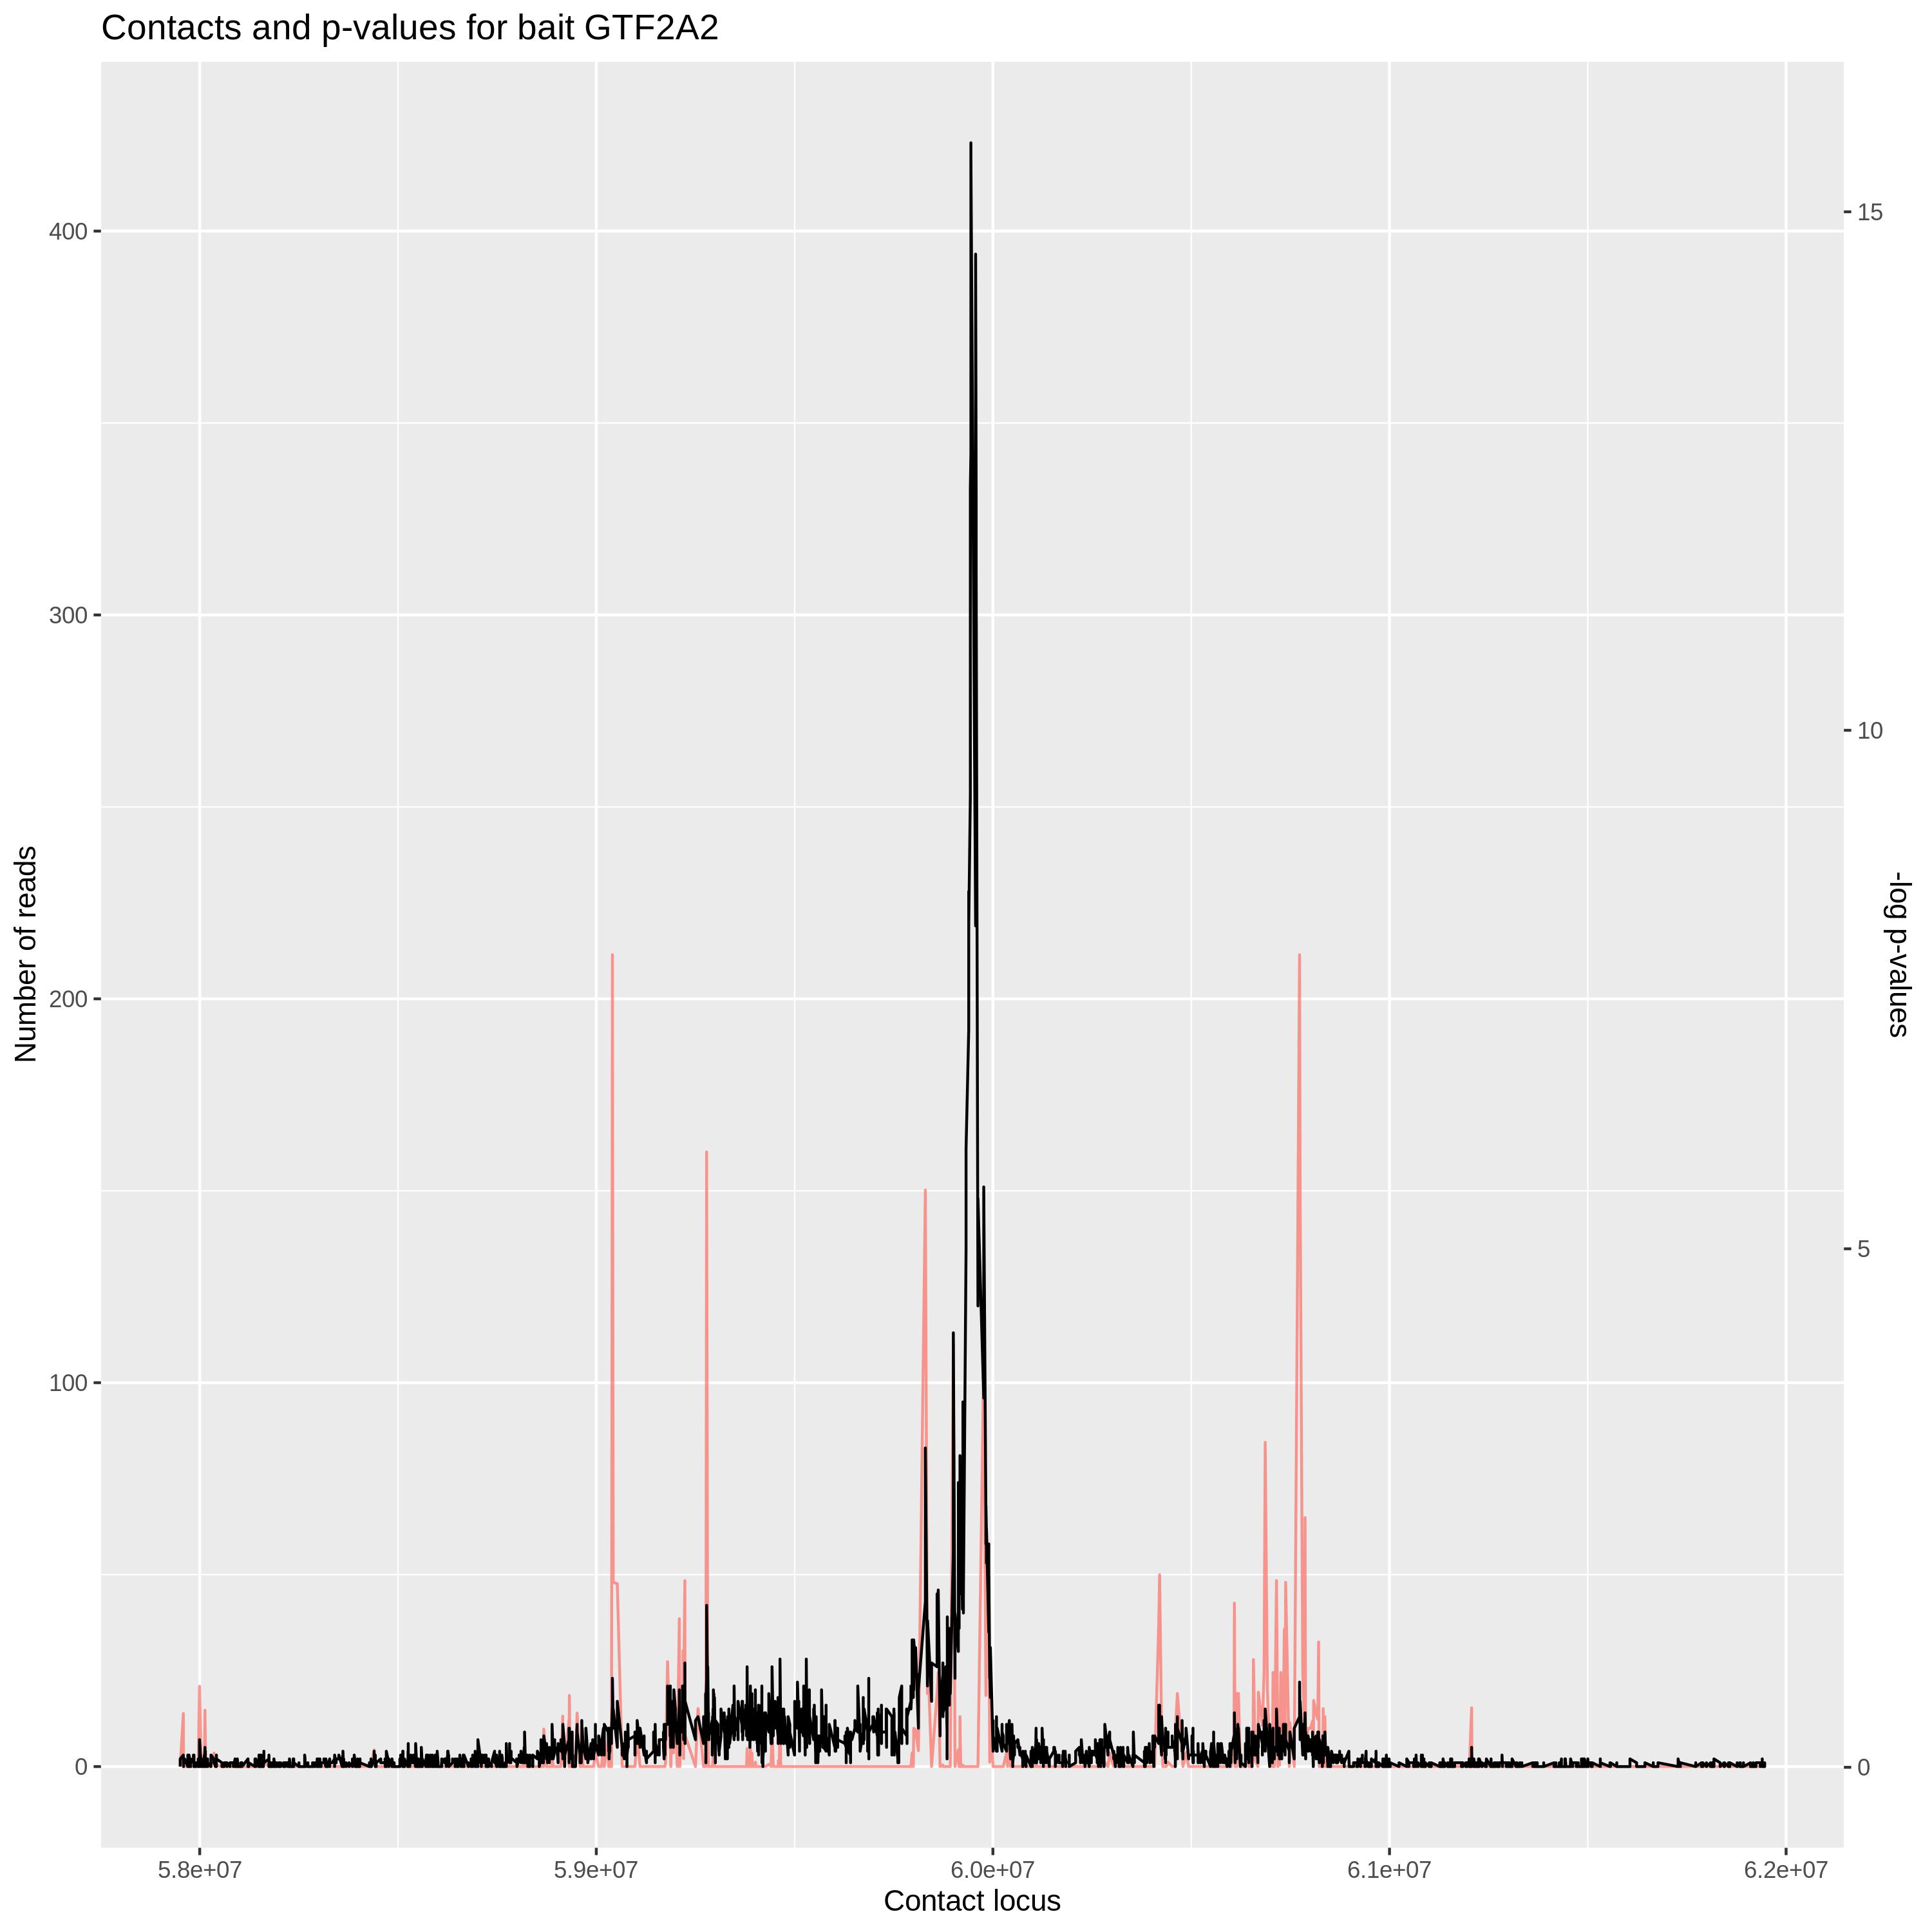 Contacts and p-values for bait GTF2A2
Number of reads
400
300
200
100
0
15
10
5
0
-log p-values
5.8e+07
5.9e+07
6.0e+07
6.1e+07
6.2e+07
Contact locus